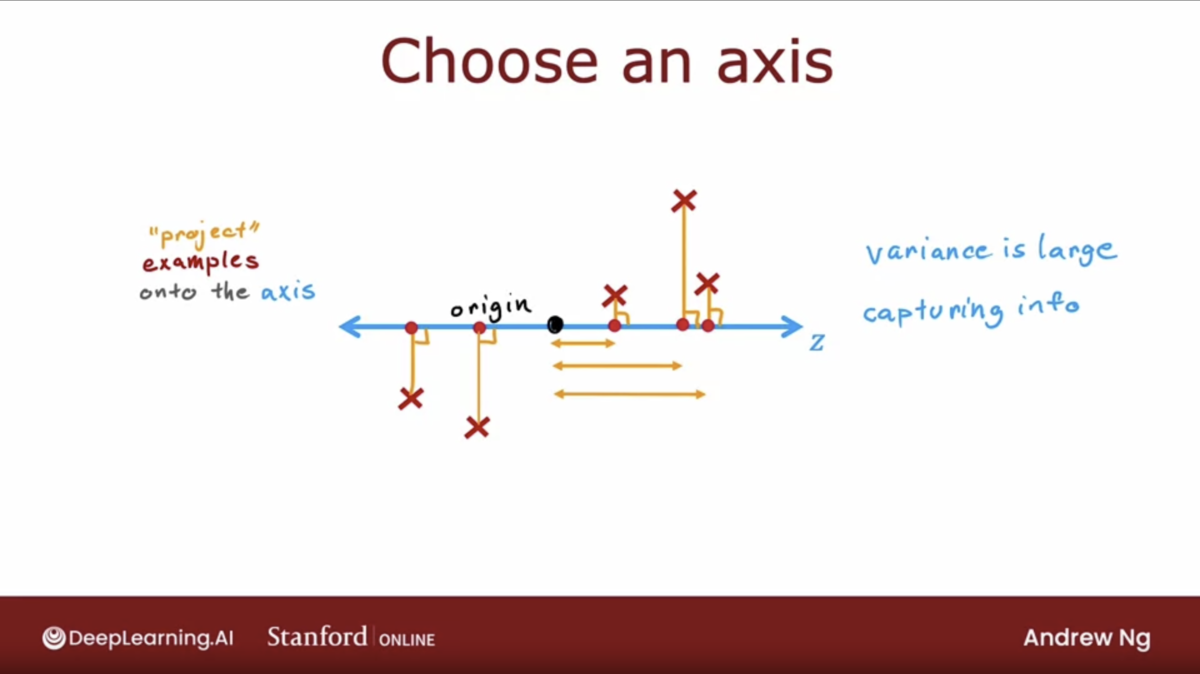 Choose an axis
"project"
examples
onto the axis
origin
z
variance is large
capturing info
DeepLearning.AI
Stanford ONLINE
Andrew Ng